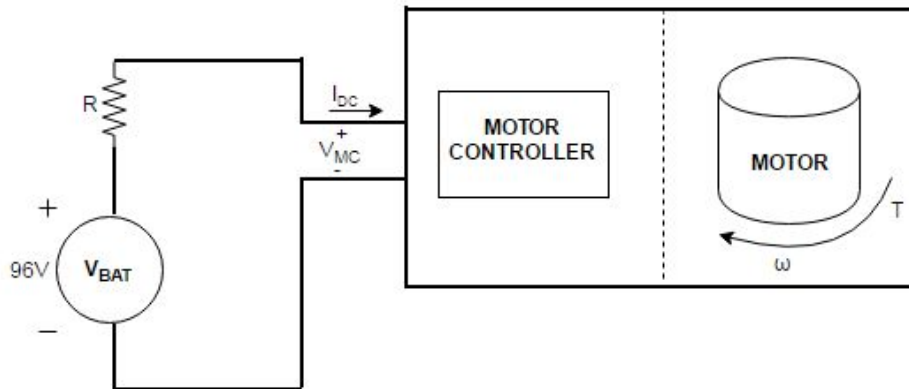 R
I_DC
+
V_MC
-
MOTOR
CONTROLLER
MOTOR
T
ω
+
96V
V_BAT
–